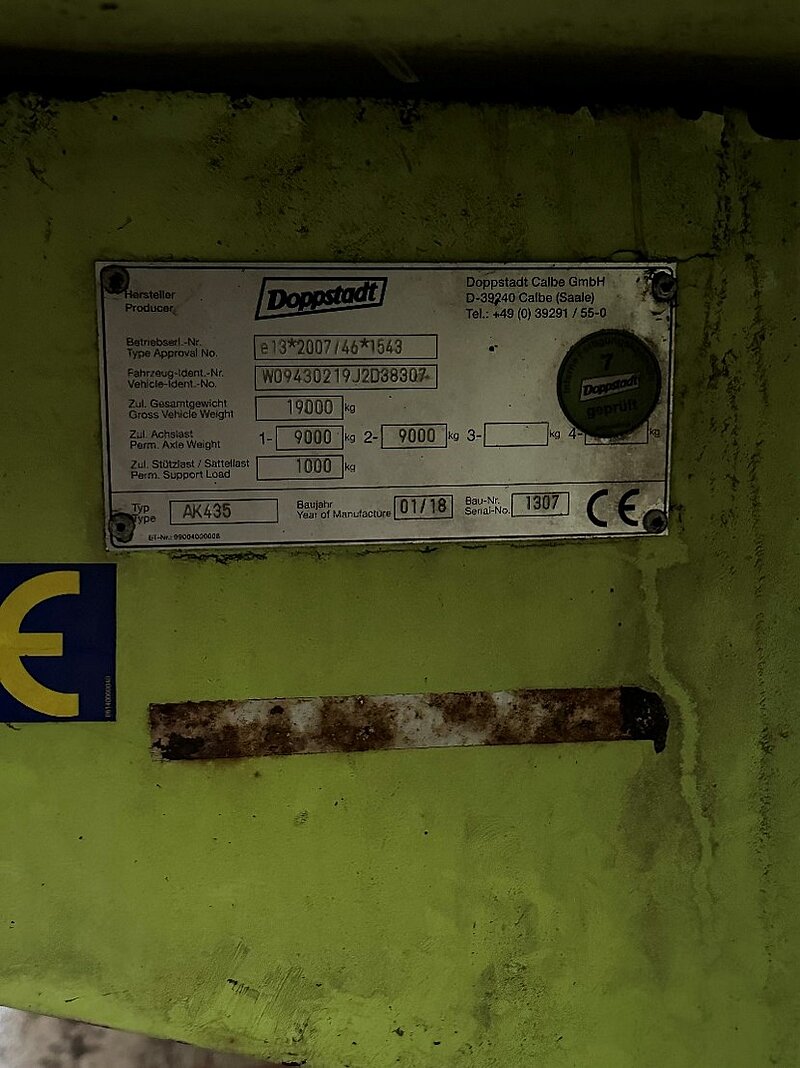 Hersteller
Producer
Doppstadt
Doppstadt Calbe GmbH
D-39240 Calbe (Saale)
Tel.: +49 (0) 39291 / 55-0
Betriebserl.-Nr.
Type Approval No.
e13*2007/46*1543
Fahrzeug-Ident.-Nr.
Vehicle-Ident.-No.
W09430219J2D38307
Zul. Gesamtgewicht
Gross Vehicle Weight
19000 kg
Zul. Achslast
Perm. Axle Weight
1- 9000 kg 2- 9000 kg 3- kg 4- kg
Zul. Stützlast / Sattellast
Perm. Support Load
1000 kg
7
Doppstadt
geprüft
Typ
Type
AK435
Baujahr
Year of Manufacture
01/18
Bau-Nr.
Serial-No.
1307
CE